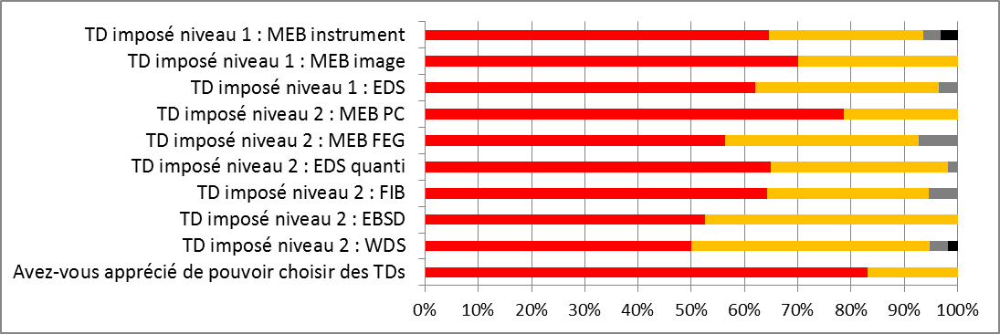 TD imposé niveau 1 : MEB instrument
TD imposé niveau 1 : MEB image
TD imposé niveau 1 : EDS
TD imposé niveau 2 : MEB PC
TD imposé niveau 2 : MEB FEG
TD imposé niveau 2 : EDS quanti
TD imposé niveau 2 : FIB
TD imposé niveau 2 : EBSD
TD imposé niveau 2 : WDS
Avez-vous apprécié de pouvoir choisir des TDs
0% 10% 20% 30% 40% 50% 60% 70% 80% 90% 100%